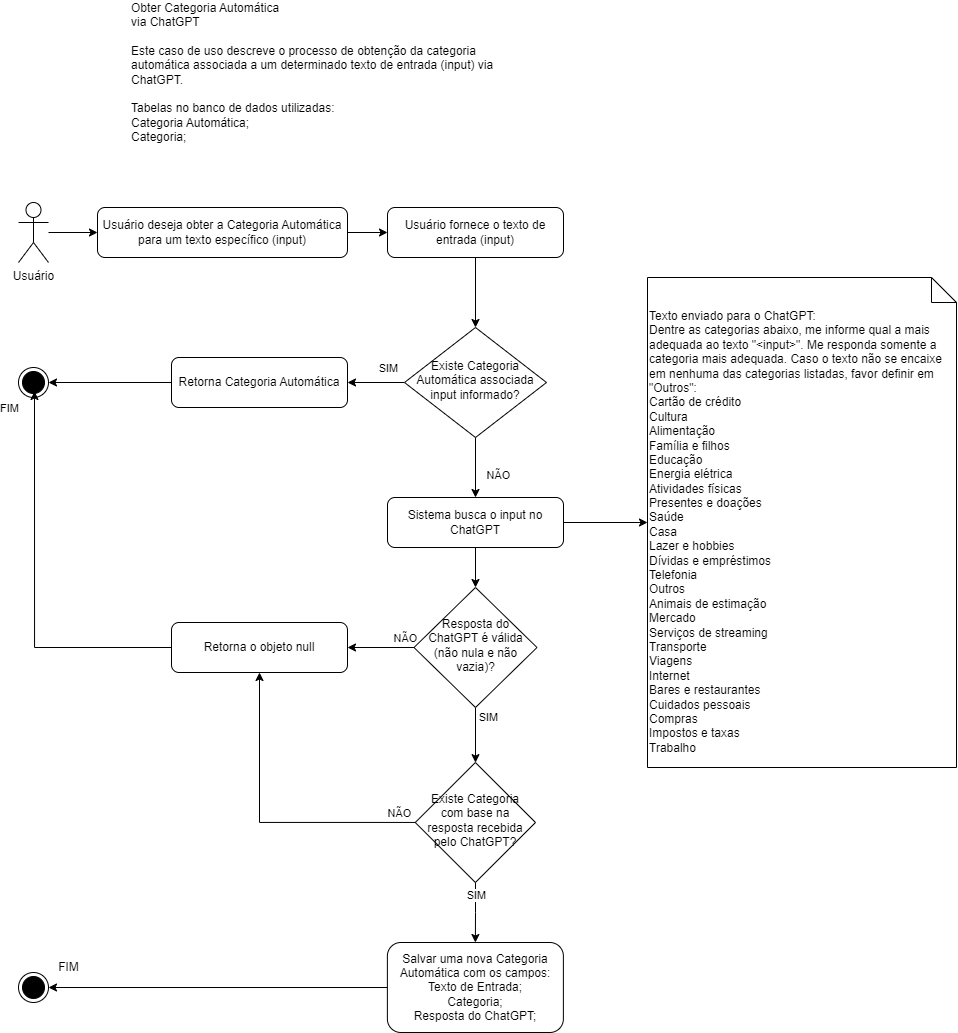 Obter Categoria Automática
via ChatGPT
Este caso de uso descreve o processo de obtenção da categoria
automática associada a um determinado texto de entrada (input) via
ChatGPT.
Tabelas no banco de dados utilizadas:
Categoria Automática;
Categoria;
Usuário
Usuário deseja obter a Categoria Automática
para um texto específico (input)
Usuário fornece o texto de
entrada (input)
Existe Categoria
Automática associada
input informado?
SIM
Retorna Categoria Automática
FIM
NÃO
Sistema busca o input no
ChatGPT
Texto enviado para o ChatGPT:
Dentre as categorias abaixo, me informe qual a mais
adequada ao texto "<input>". Me responda somente a
categoria mais adequada. Caso o texto não se encaixe
em nenhuma das categorias listadas, favor definir em
"Outros":
Cartão de crédito
Cultura
Alimentação
Família e filhos
Educação
Energia elétrica
Atividades físicas
Presentes e doações
Saúde
Casa
Lazer e hobbies
Dívidas e empréstimos
Telefonia
Outros
Animais de estimação
Mercado
Serviços de streaming
Transporte
Viagens
Internet
Bares e restaurantes
Cuidados pessoais
Compras
Impostos e taxas
Trabalho
Resposta do
ChatGPT é válida
(não nula e não
vazia)?
NÃO
Retorna o objeto null
SIM
Existe Categoria
com base na
resposta recebida
pelo ChatGPT?
NÃO
SIM
Salvar uma nova Categoria
Automática com os campos:
Texto de Entrada;
Categoria;
Resposta do ChatGPT;
FIM